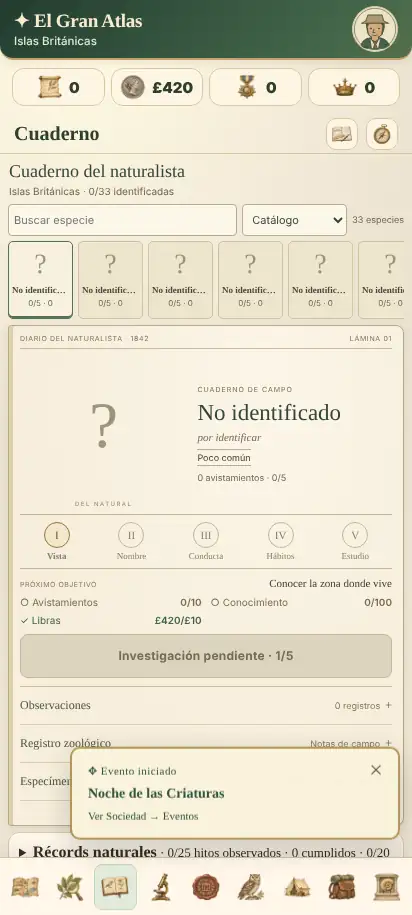 ✦ El Gran Atlas
Islas Británicas
0
£420
0
0
Cuaderno
Cuaderno del naturalista
Islas Británicas · 0/33 identificadas
Buscar especie
Catálogo
33 especies
? ? ? ? ? ?
No identific… No identific… No identific… No identific… No identific… No identific…
0/5 · 0 0/5 · 0 0/5 · 0 0/5 · 0 0/5 · 0 0/5 · 0
DIARIO DEL NATURALISTA · 1842
LÁMINA 01
?
DEL NATURAL
CUADERNO DE CAMPO
No identificado
por identificar
Poco común
0 avistamientos · 0/5
I II III IV V
Vista Nombre Conducta Hábitos Estudio
PRÓXIMO OBJETIVO
Conocer la zona donde vive
○ Avistamientos 0/10
○ Conocimiento 0/100
✓ Libras £420/£10
Investigación pendiente · 1/5
Observaciones
0 registros +
Registro zoológico
Notas de campo +
Especímen
✥ Evento iniciado
×
Noche de las Criaturas
Ver Sociedad → Eventos
▶ Récords naturales · 0/25 hitos observados · 0 cumplidos · 0/20